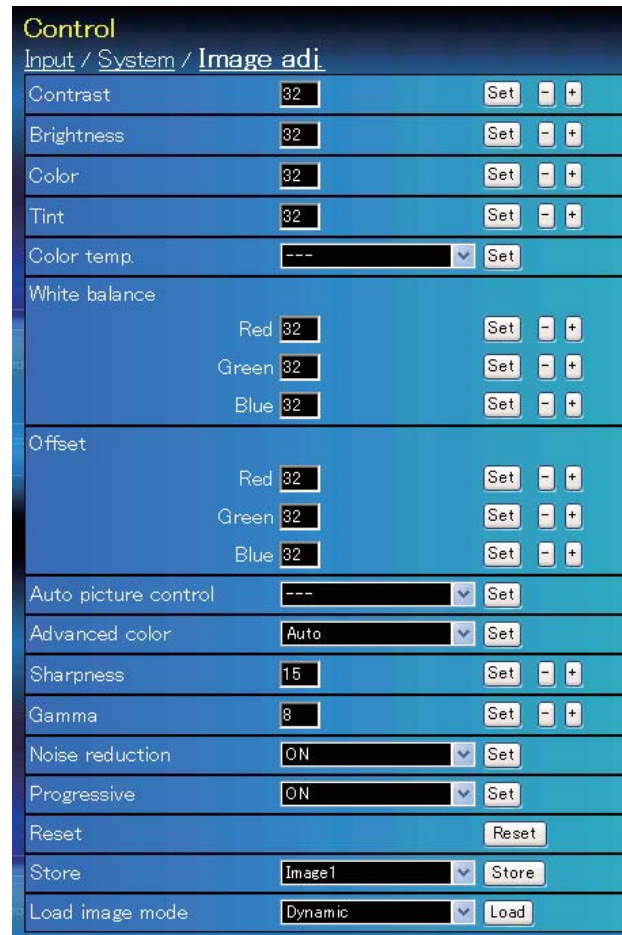 Control
Input / System / Image adj.
Contrast 32 Set - +
Brightness 32 Set - +
Color 32 Set - +
Tint 32 Set - +
Color temp. --- Set
White balance
Red 32 Set - +
Green 32 Set - +
Blue 32 Set - +
Offset
Red 32 Set - +
Green 32 Set - +
Blue 32 Set - +
Auto picture control --- Set
Advanced color Auto Set
Sharpness 15 Set - +
Gamma 8 Set - +
Noise reduction ON Set
Progressive ON Set
Reset Reset
Store Image1 Store
Load image mode Dynamic Load